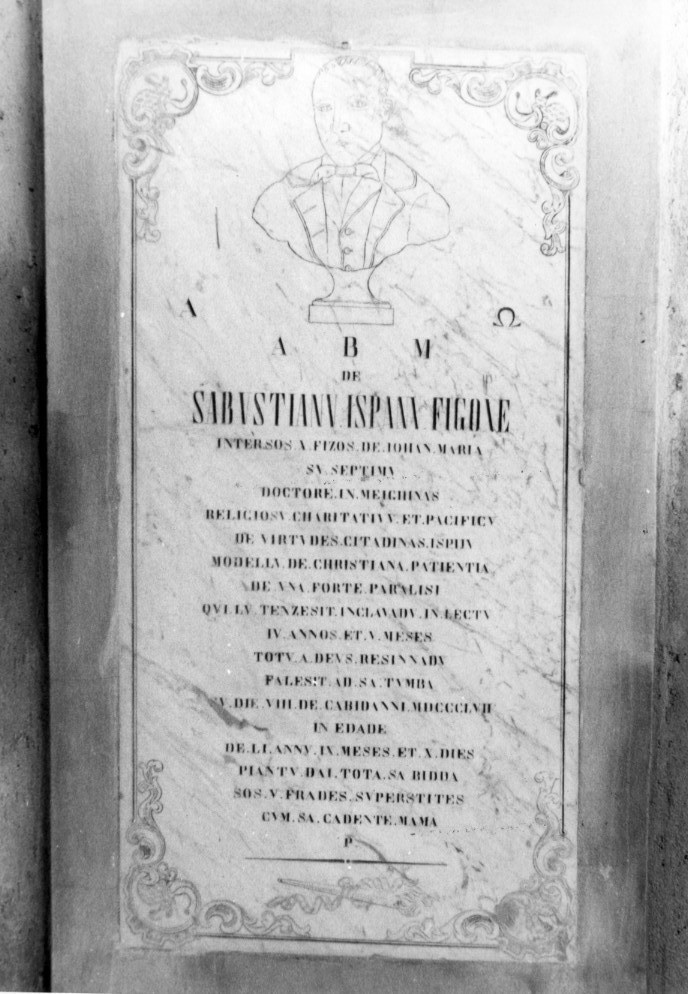 A Ω
A B M
DE
SABVSTIANV.ISPANV FIGONE
INTERSOS X.FIZOS.DE.IOHAN.MARIA
SV.SEPTIMV
DOCTORE.IN.MEIGHINAS
RELIGIOSV.CHARITATIVV.ET.PACIFICV
DE VIRTVDES.CITADINAS.ISPIJV
MODELLV.DE.CHRISTIANA.PATIENTIA
DE VNA.FORTE.PARALISI
QVI LV TENZESIT.INCLAVADV.IN.LECTV
IV.ANNOS.ET.V.MESES
TOTV.A.DEVS.RESINNADV
FALESIT.AD.SA.TVMBA
SV.DIE.VIII.DE.CABIDANNI.MDCCCLVII
IN EDADE
DE.LI.ANNV.IX.MESES.ET.X.DIES
PIANTV.DAI.TOTA.SA BIDDA
SOS.V.FRADES.SVPERSTITES
CVM.SA.CADENTE.MAMA
P